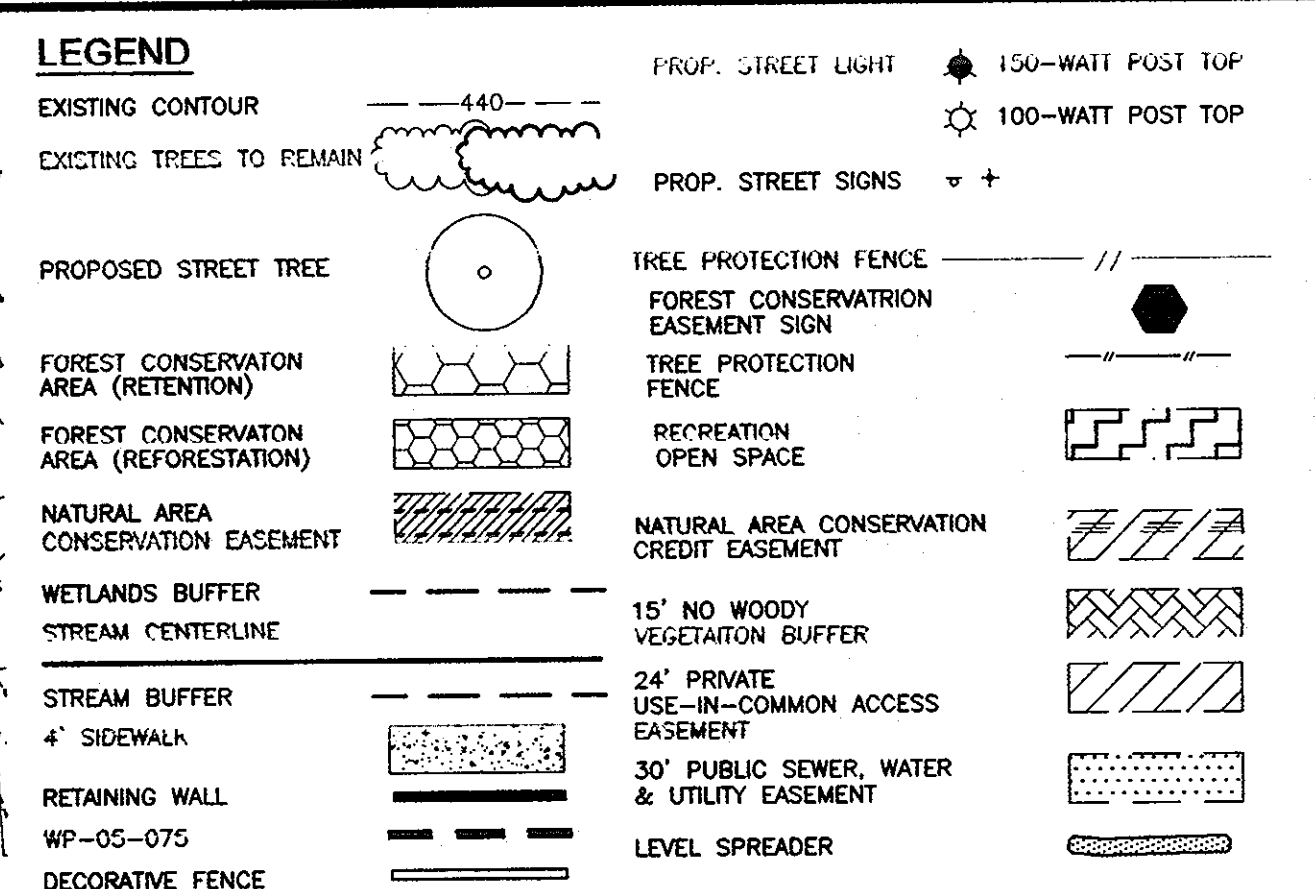 LEGEND
EXISTING CONTOUR
440
EXISTING TREES TO REMAIN
PROPOSED STREET TREE
FOREST CONSERVATON
AREA (RETENTION)
FOREST CONSERVATON
AREA (REFORESTATION)
NATURAL AREA
CONSERVATION EASEMENT
WETLANDS BUFFER
STREAM CENTERLINE
STREAM BUFFER
4' SIDEWALK
RETAINING WALL
WP-05-075
DECORATIVE FENCE
PROP. STREET LIGHT
150-WATT POST TOP
100-WATT POST TOP
PROP. STREET SIGNS
TREE PROTECTION FENCE
FOREST CONSERVATRION
EASEMENT SIGN
TREE PROTECTION
FENCE
RECREATION
OPEN SPACE
NATURAL AREA CONSERVATION
CREDIT EASEMENT
15' NO WOODY
VEGETAITON BUFFER
24' PRIVATE
USE-IN-COMMON ACCESS
EASEMENT
30' PUBLIC SEWER, WATER
& UTILITY EASEMENT
LEVEL SPREADER